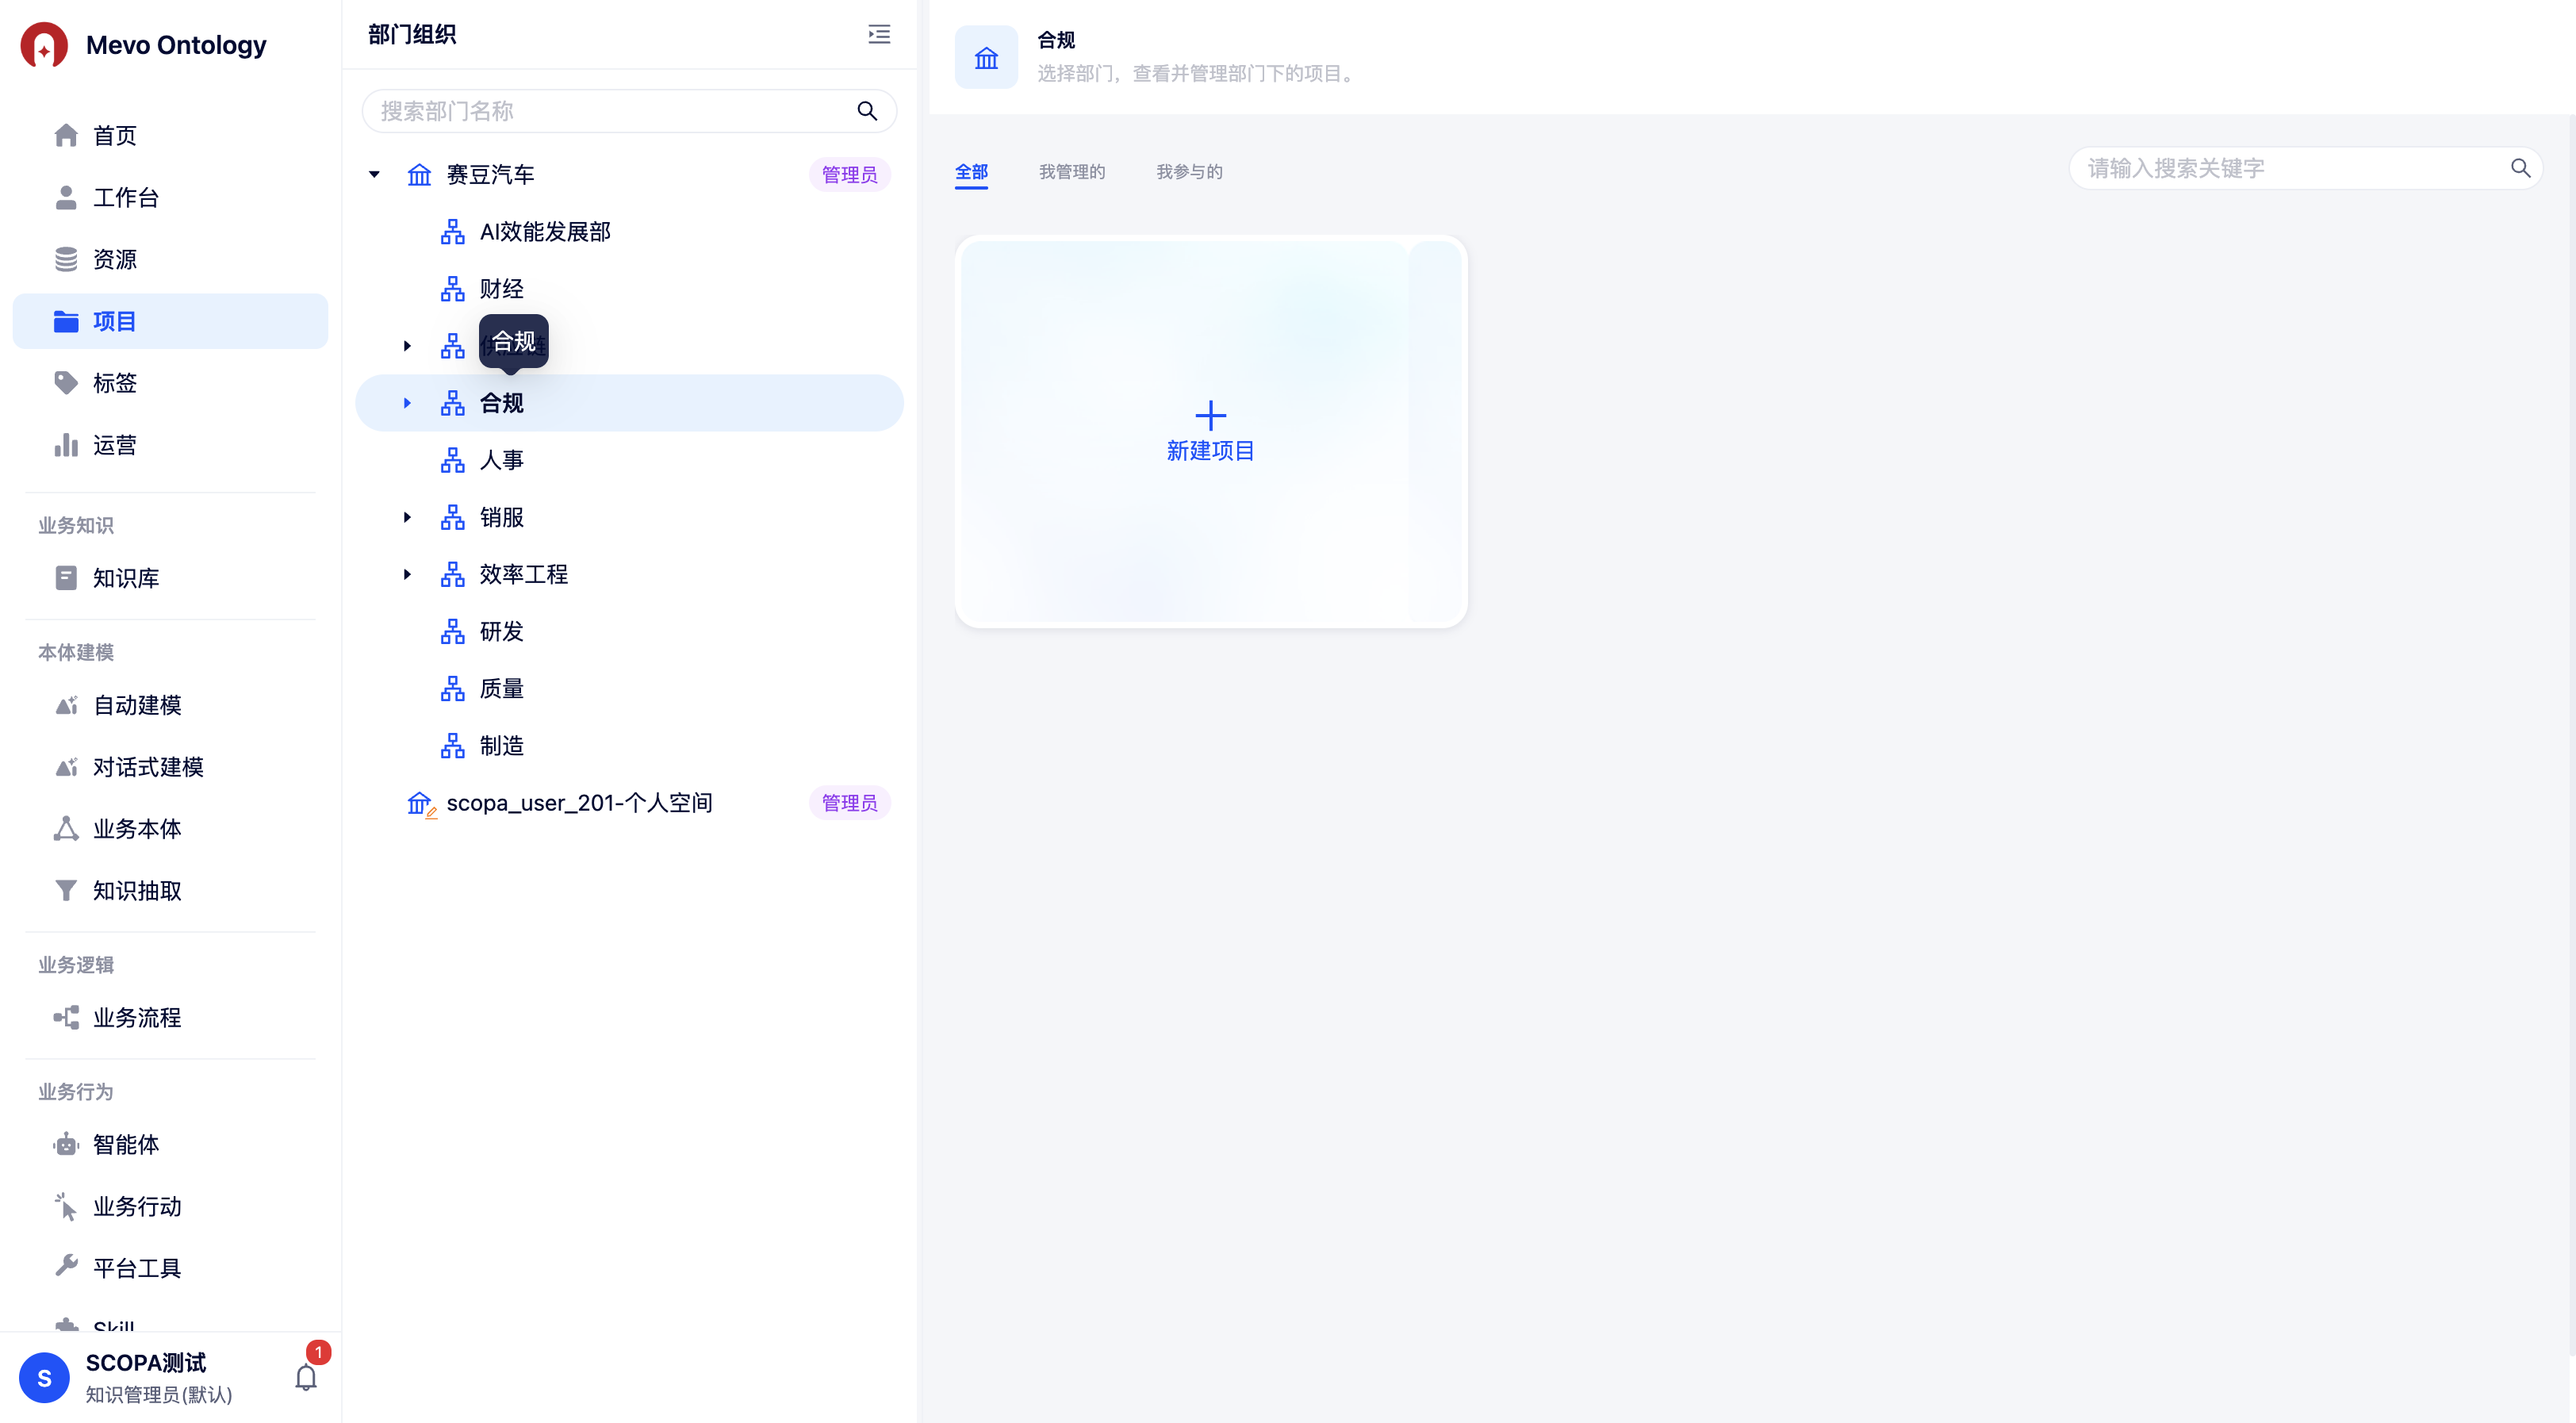 Mevo Ontology
首页
工作台
资源
项目
标签
运营
业务知识
知识库
本体建模
自动建模
对话式建模
业务本体
知识抽取
业务逻辑
业务流程
业务行为
智能体
业务行动
平台工具
Skill
S
SCOPA测试
知识管理员(默认)
1
部门组织
搜索部门名称
赛豆汽车
管理员
AI效能发展部
财经
供应链
合规
合规
人事
销服
效率工程
研发
质量
制造
scopa_user_201-个人空间
管理员
合规
选择部门，查看并管理部门下的项目。
全部
我管理的
我参与的
请输入搜索关键字
新建项目